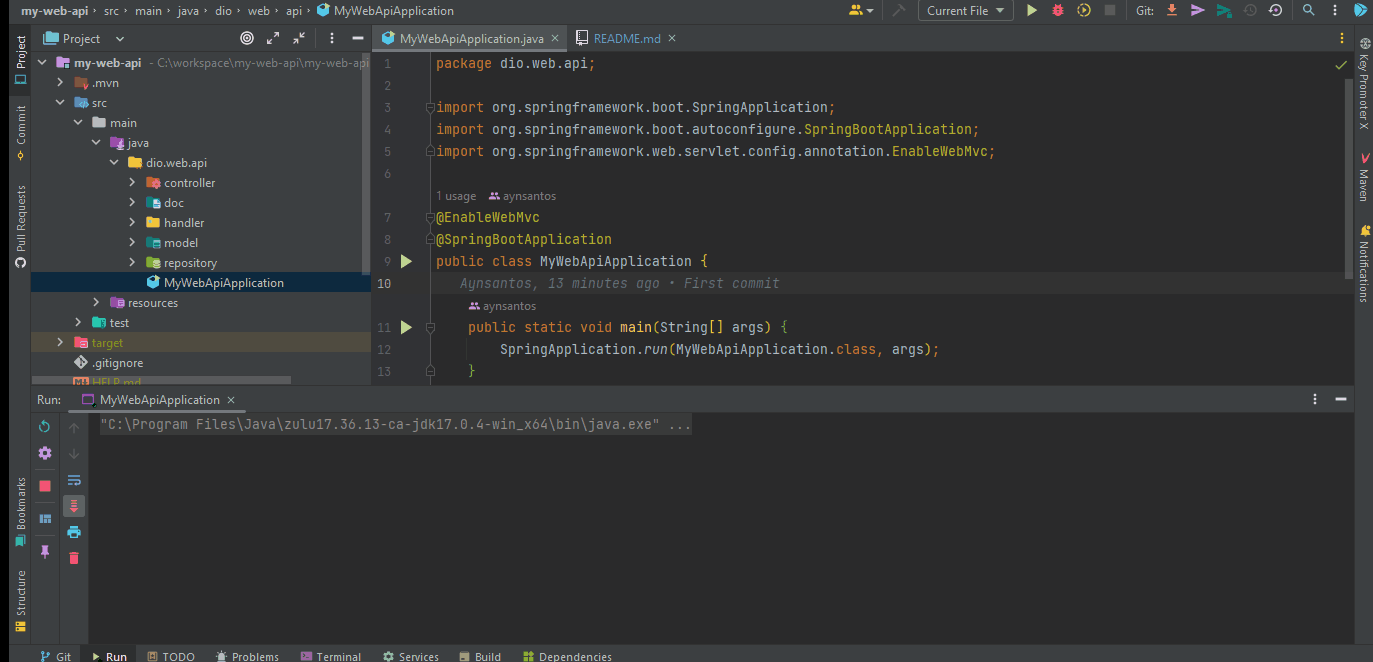 my-web-api › src › main › java › dio › web › api › MyWebApiApplication
Current File
Git:
Project
MyWebApiApplication.java
README.md
my-web-api - C:\workspace\my-web-api\my-web-api
.mvn
src
main
java
dio.web.api
controller
doc
handler
model
repository
MyWebApiApplication
resources
test
target
.gitignore
HELP.md
1 package dio.web.api;
2
3 import org.springframework.boot.SpringApplication;
4 import org.springframework.boot.autoconfigure.SpringBootApplication;
5 import org.springframework.web.servlet.config.annotation.EnableWebMvc;
6
1 usage aynsantos
7 @EnableWebMvc
8 @SpringBootApplication
9 public class MyWebApiApplication {
10 Aynsantos, 13 minutes ago • First commit
aynsantos
11 public static void main(String[] args) {
12 SpringApplication.run(MyWebApiApplication.class, args);
13 }
Project
Commit
Pull Requests
Bookmarks
Structure
Key Promoter X
Maven
Notifications
Run: MyWebApiApplication
"C:\Program Files\Java\zulu17.36.13-ca-jdk17.0.4-win_x64\bin\java.exe" ...
Git Run TODO Problems Terminal Services Build Dependencies